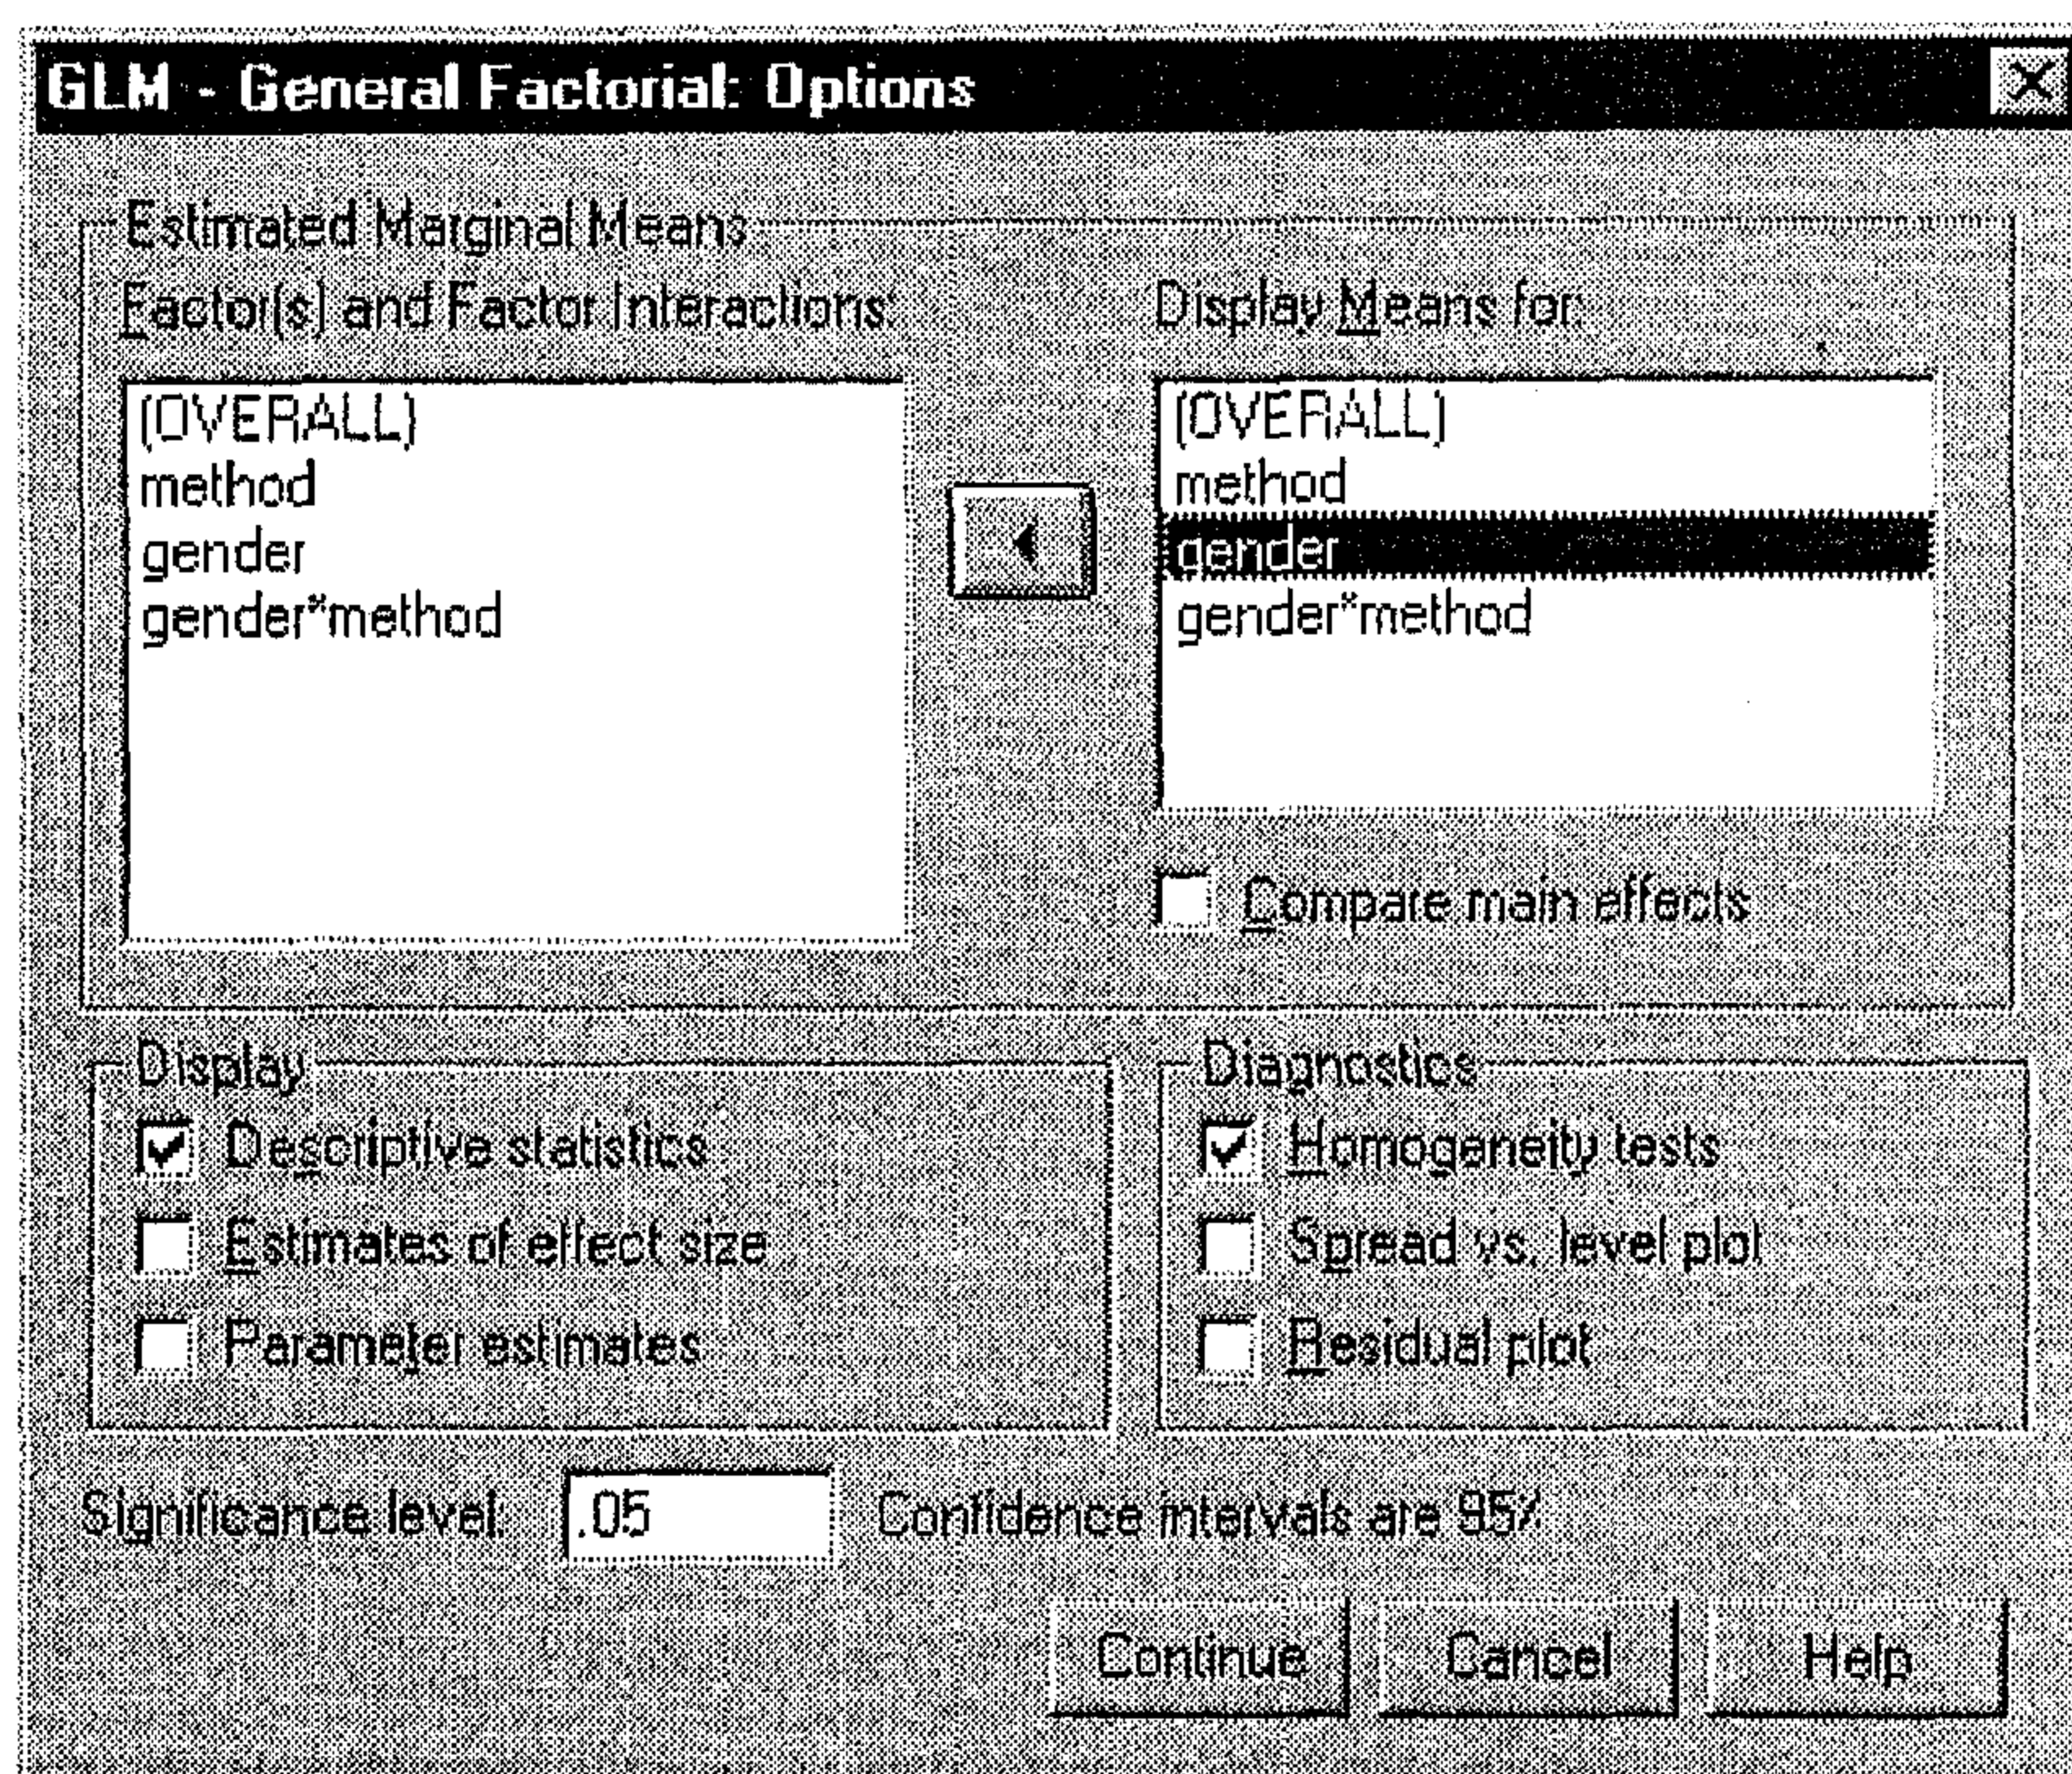 GLM - General Factorial: Options
Estimated Marginal Means
Factor(s) and Factor Interactions:
(OVERALL)
method
gender
gender*method
Display Means for:
(OVERALL)
method
gender
gender*method
Compare main effects
Display
Descriptive statistics
Estimates of effect size
Parameter estimates
Diagnostics
Homogeneity tests
Spread vs. level plot
Residual plot
Significance level: .05 Confidence intervals are 95%
Continue Cancel Help